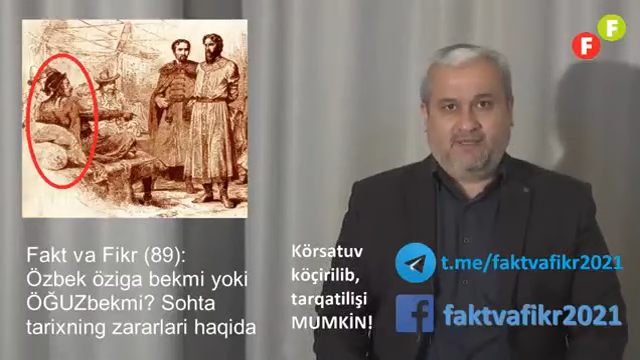 F F
Fakt va Fikr (89):
Özbek öziga bekmi yoki
ÖĞUZbekmi? Sohta
tarixning zararlari haqida
Körsatuv
köçirilib,
tarqatilişi
MUMKİN!
t.me/faktvafikr2021
faktvafikr2021